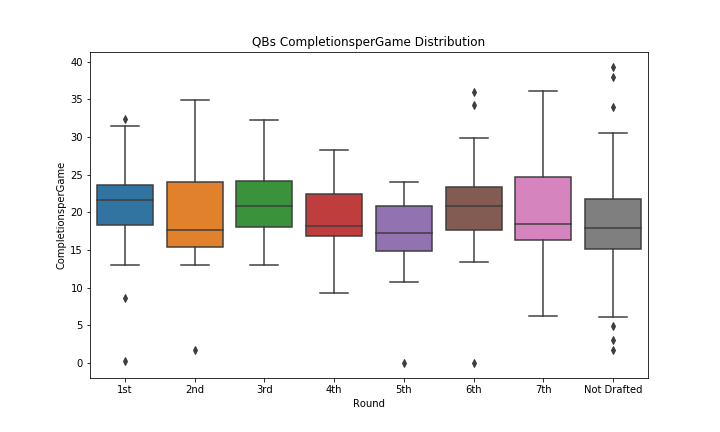 QBs CompletionsperGame Distribution
CompletionsperGame
40
35
30
25
20
15
10
5
0
1st 2nd 3rd 4th 5th 6th 7th Not Drafted
Round